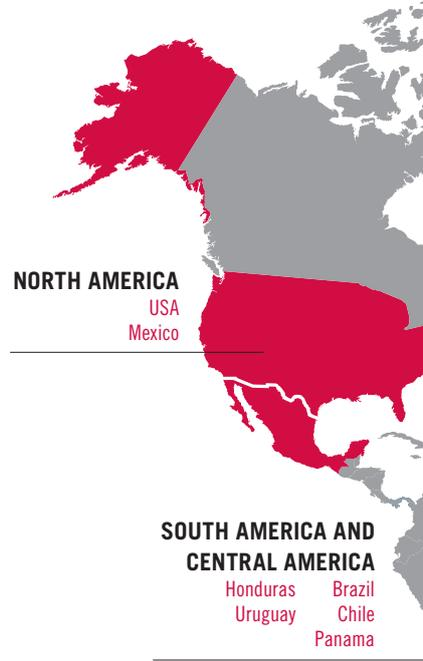 NORTH AMERICA
USA
Mexico
SOUTH AMERICA AND
CENTRAL AMERICA
Honduras Brazil
Uruguay Chile
Panama